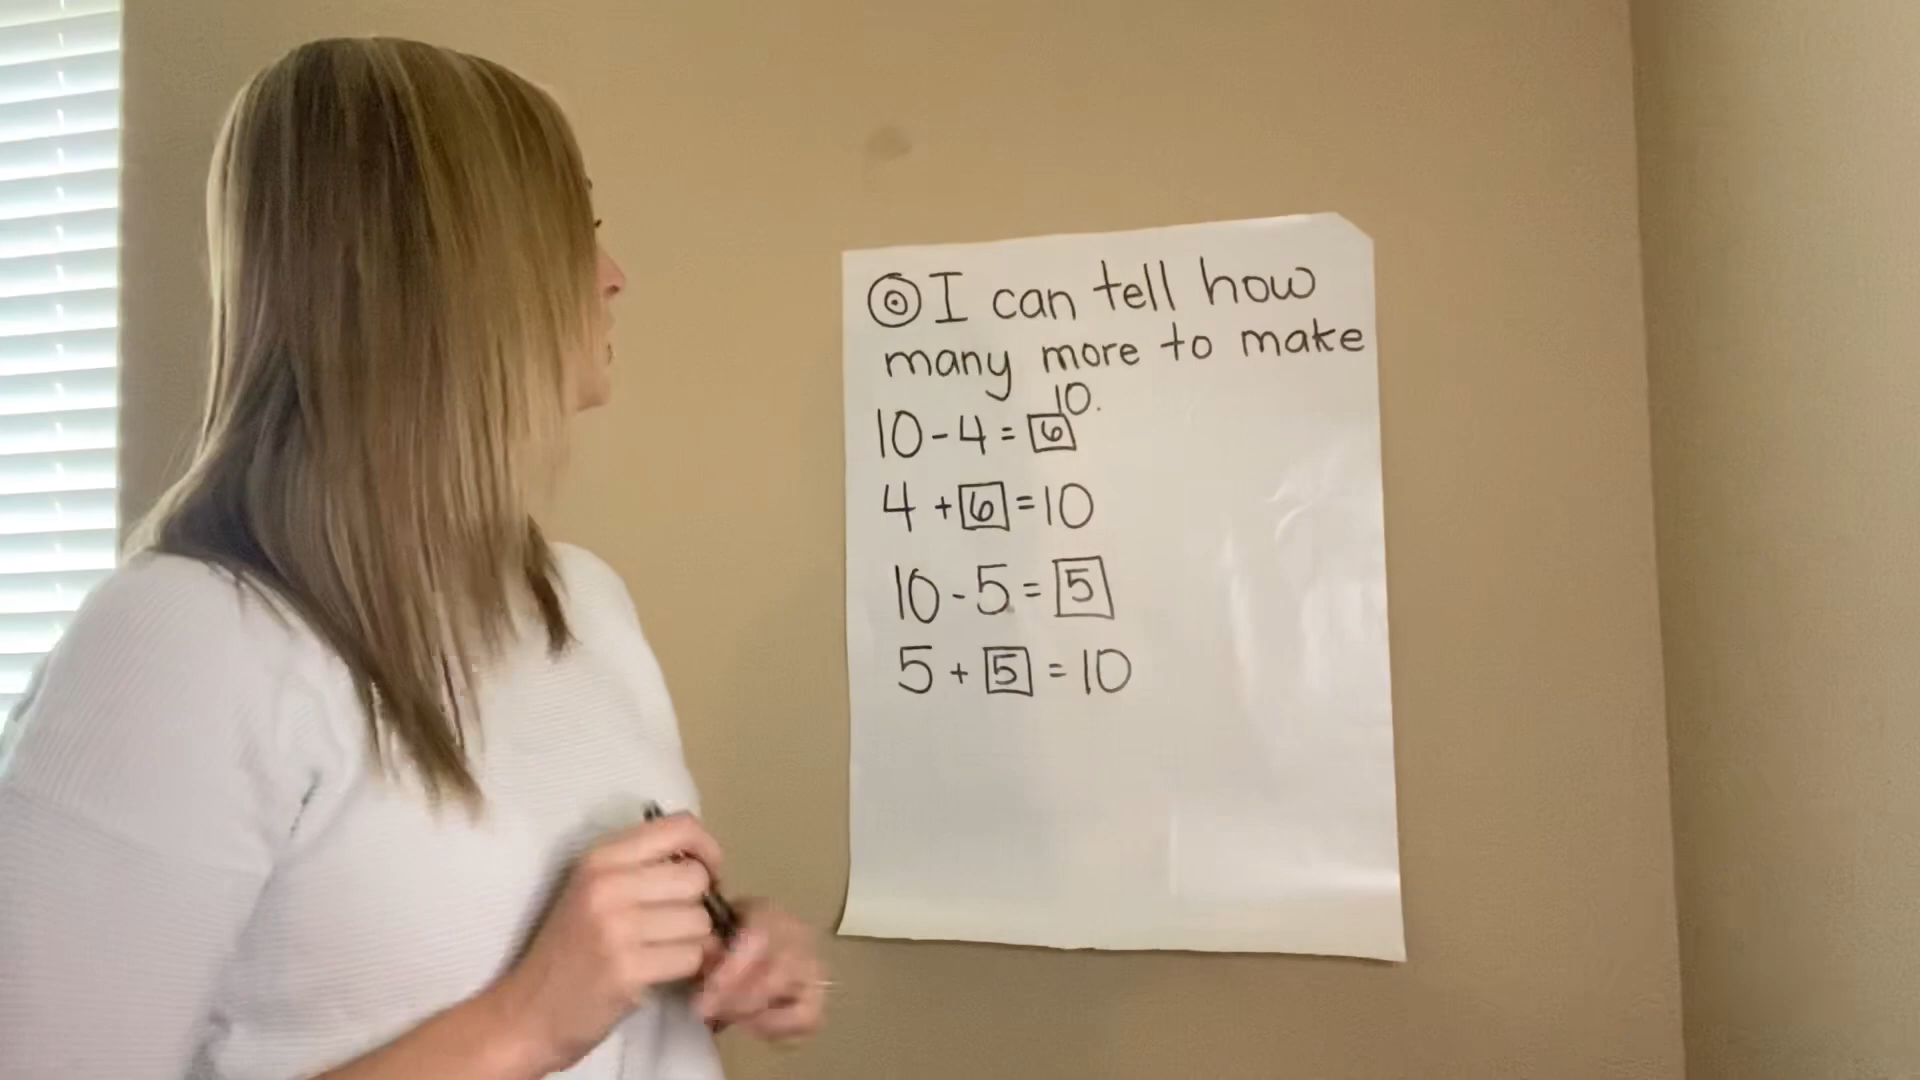 I can tell how
many more to make
10.
10 - 4 = 6
4 + 6 = 10
10 - 5 = 5
5 + 5 = 10